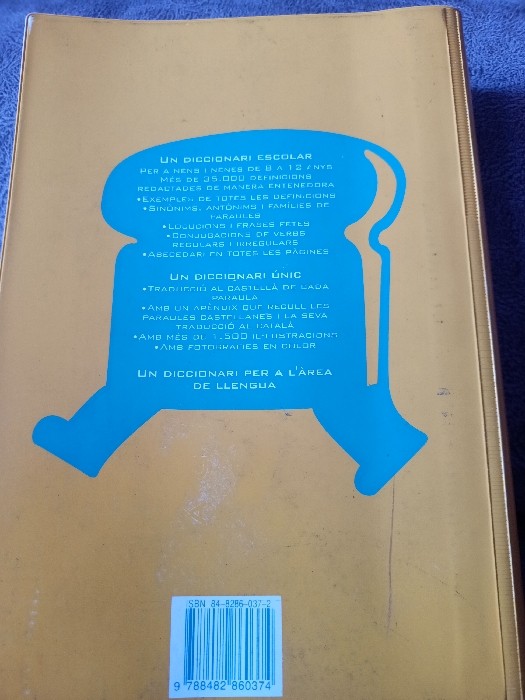 UN DICCIONARI ESCOLAR
PER A NENS I NENES DE 8 A 12 ANYS
MÉS DE 35.000 DEFINICIONS
REDACTADES DE MANERA ENTENEDORA
•EXEMPLES DE TOTES LES DEFINICIONS
•SINÒNIMS, ANTÒNIMS I FAMÍLIES DE
PARAULES
•LOCUCIONS I FRASES FETES
•CONJUGACIONS DE VERBS
REGULARS I IRREGULARS
•ABECEDARI EN TOTES LES PÀGINES
UN DICCIONARI ÚNIC
•TRADUCCIÓ AL CASTELLÀ DE CADA
PARAULA
•AMB UN APÈNDIX QUE RECULL LES
PARAULES CASTELLANES I LA SEVA
TRADUCCIÓ AL CATALÀ
•AMB MÉS DE 1.500 IL·LUSTRACIONS
•AMB FOTOGRAFIES EN COLOR
UN DICCIONARI PER A L'ÀREA
DE LLENGUA
ISBN 84-8286-037-2
9 788482 860374